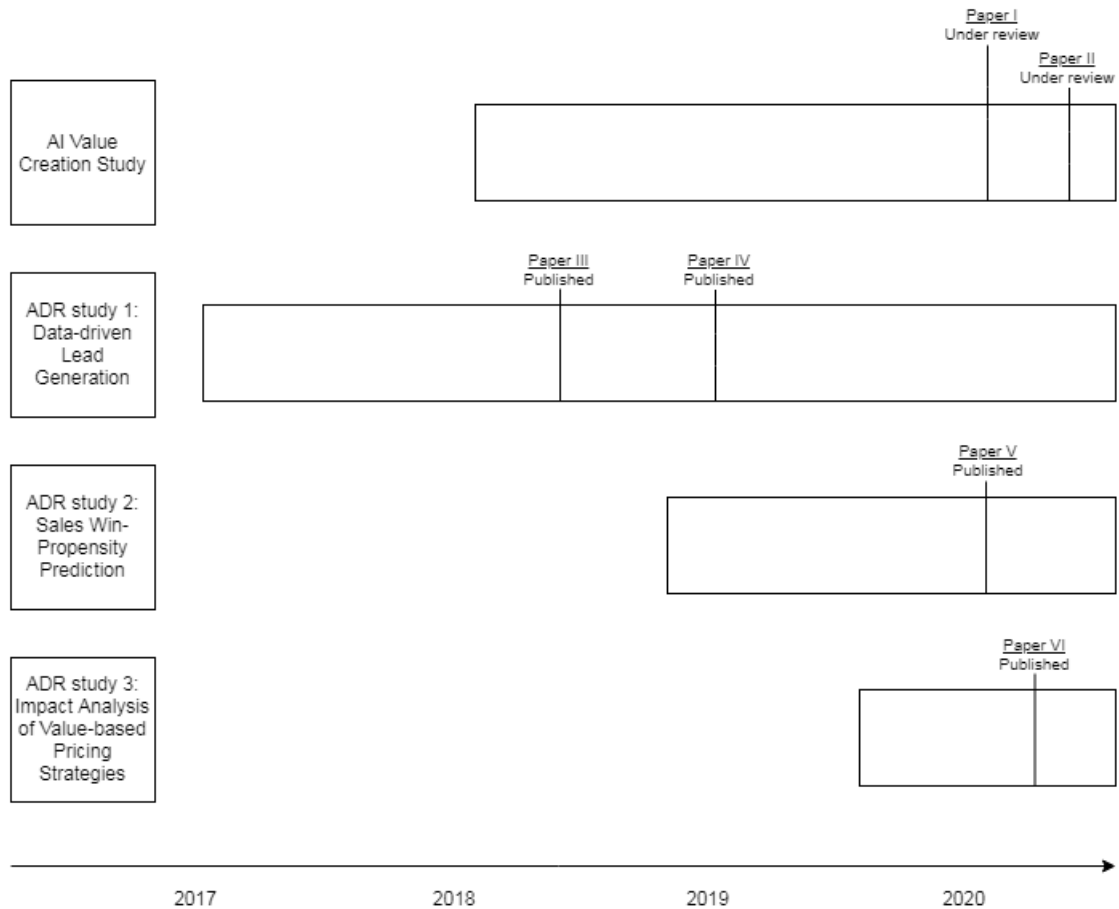 Paper I
Under review
Paper II
Under review
AI Value
Creation Study
Paper III
Published
Paper IV
Published
ADR study 1:
Data-driven
Lead
Generation
Paper V
Published
ADR study 2:
Sales Win-
Propensity
Prediction
Paper VI
Published
ADR study 3:
Impact Analysis
of Value-based
Pricing
Strategies
2017
2018
2019
2020